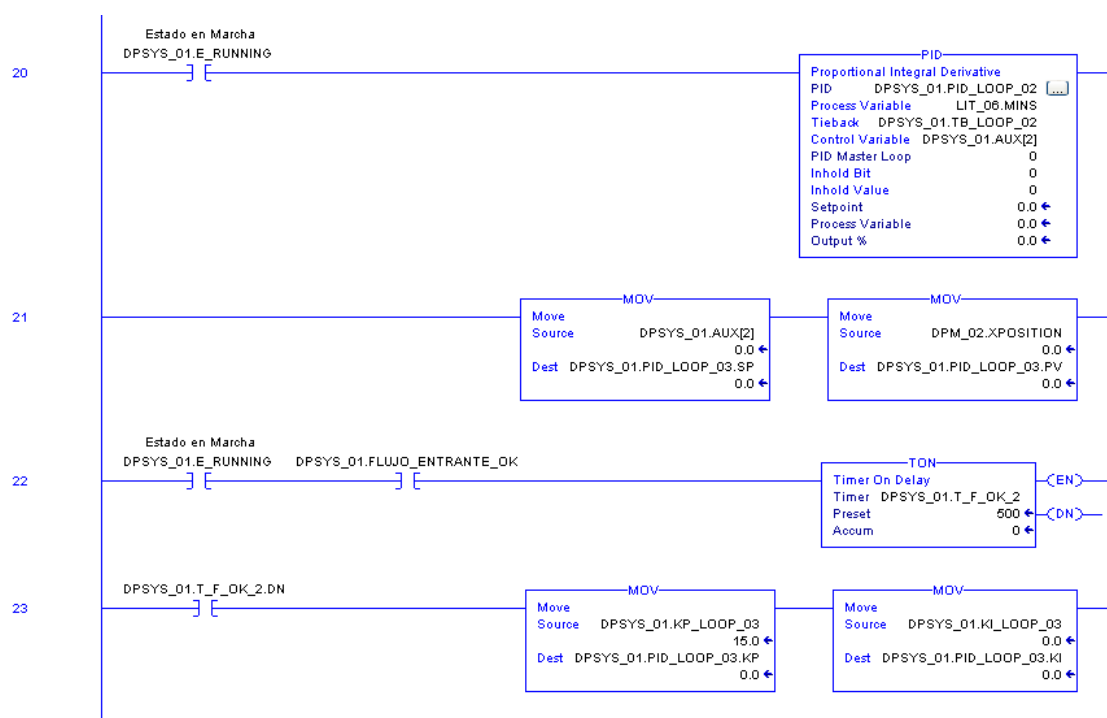 Estado en Marcha
DPSYS_01.E_RUNNING
20
PID
Proportional Integral Derivative
PID DPSYS_01.PID_LOOP_02 ...
Process Variable LIT_06.MINS
Tieback DPSYS_01.TB_LOOP_02
Control Variable DPSYS_01.AUX[2]
PID Master Loop 0
Inhold Bit 0
Inhold Value 0
Setpoint 0.0
Process Variable 0.0
Output % 0.0
21
MOV
Move
Source DPSYS_01.AUX[2]
0.0
Dest DPSYS_01.PID_LOOP_03.SP
0.0
MOV
Move
Source DPM_02.XPOSITION
0.0
Dest DPSYS_01.PID_LOOP_03.PV
0.0
Estado en Marcha
DPSYS_01.E_RUNNING DPSYS_01.FLUJO_ENTRANTE_OK
22
TON
Timer On Delay
Timer DPSYS_01.T_F_OK_2
Preset 500
Accum 0
EN
DN
DPSYS_01.T_F_OK_2.DN
23
MOV
Move
Source DPSYS_01.KP_LOOP_03
15.0
Dest DPSYS_01.PID_LOOP_03.KP
0.0
MOV
Move
Source DPSYS_01.KI_LOOP_03
0.0
Dest DPSYS_01.PID_LOOP_03.KI
0.0